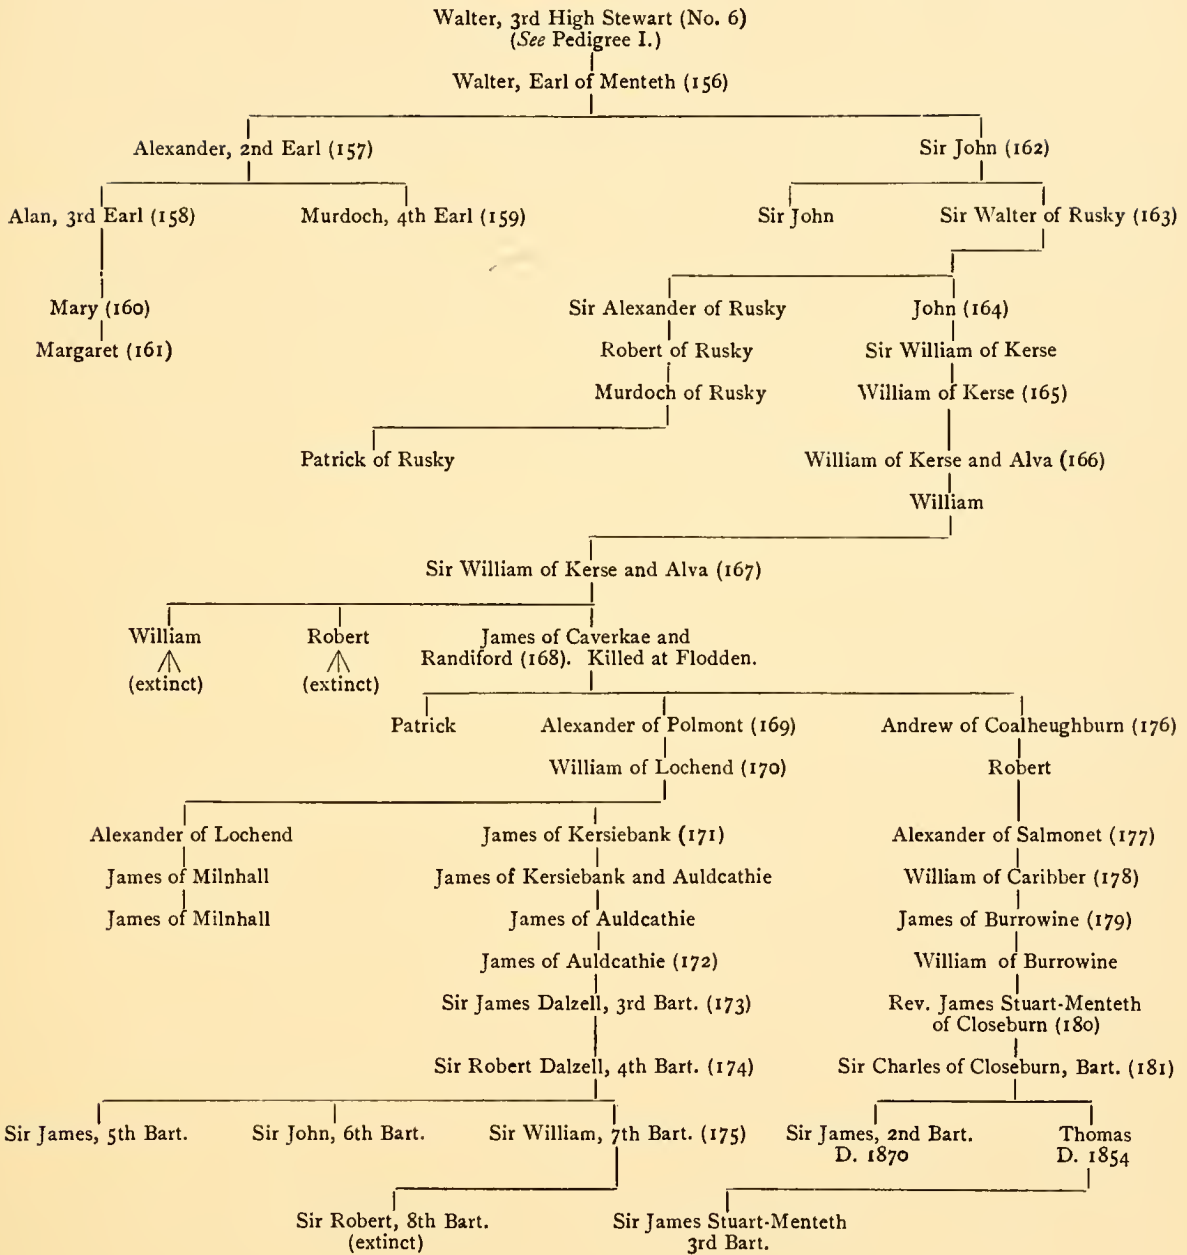 Walter, 3rd High Stewart (No. 6)
(See Pedigree I.)
Walter, Earl of Menteth (156)
Alexander, 2nd Earl (157)
Sir John (162)
Alan, 3rd Earl (158)
Murdoch, 4th Earl (159)
Sir John
Sir Walter of Rusky (163)
Mary (160)
Sir Alexander of Rusky
John (164)
Margaret (161)
Robert of Rusky
Sir William of Kerse
Murdoch of Rusky
William of Kerse (165)
Patrick of Rusky
William of Kerse and Alva (166)
William
Sir William of Kerse and Alva (167)
William
(extinct)
Robert
(extinct)
James of Caverkae and
Randiford (168). Killed at Flodden.
Patrick
Alexander of Polmont (169)
Andrew of Coalheughburn (176)
William of Lochend (170)
Robert
Alexander of Lochend
James of Kersiebank (171)
Alexander of Salmonet (177)
James of Milnhall
James of Kersiebank and Auldcathie
William of Caribber (178)
James of Milnhall
James of Auldcathie
James of Burrowine (179)
James of Auldcathie (172)
William of Burrowine
Sir James Dalzell, 3rd Bart. (173)
Rev. James Stuart-Menteth
of Closeburn (180)
Sir Robert Dalzell, 4th Bart. (174)
Sir Charles of Closeburn, Bart. (181)
Sir James, 5th Bart.
Sir John, 6th Bart.
Sir William, 7th Bart. (175)
Sir James, 2nd Bart.
D. 1870
Thomas
D. 1854
Sir Robert, 8th Bart.
(extinct)
Sir James Stuart-Menteth
3rd Bart.